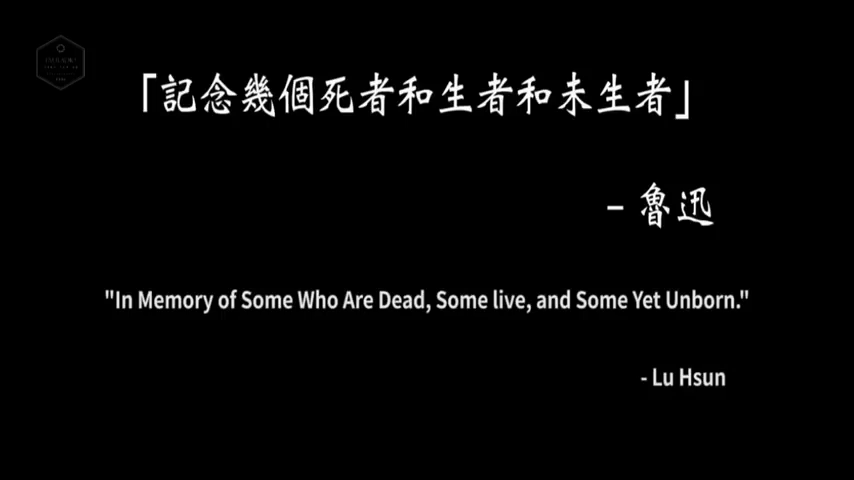 「記念幾個死者和生者和未生者」
- 魯迅
"In Memory of Some Who Are Dead, Some live, and Some Yet Unborn."
- Lu Hsun